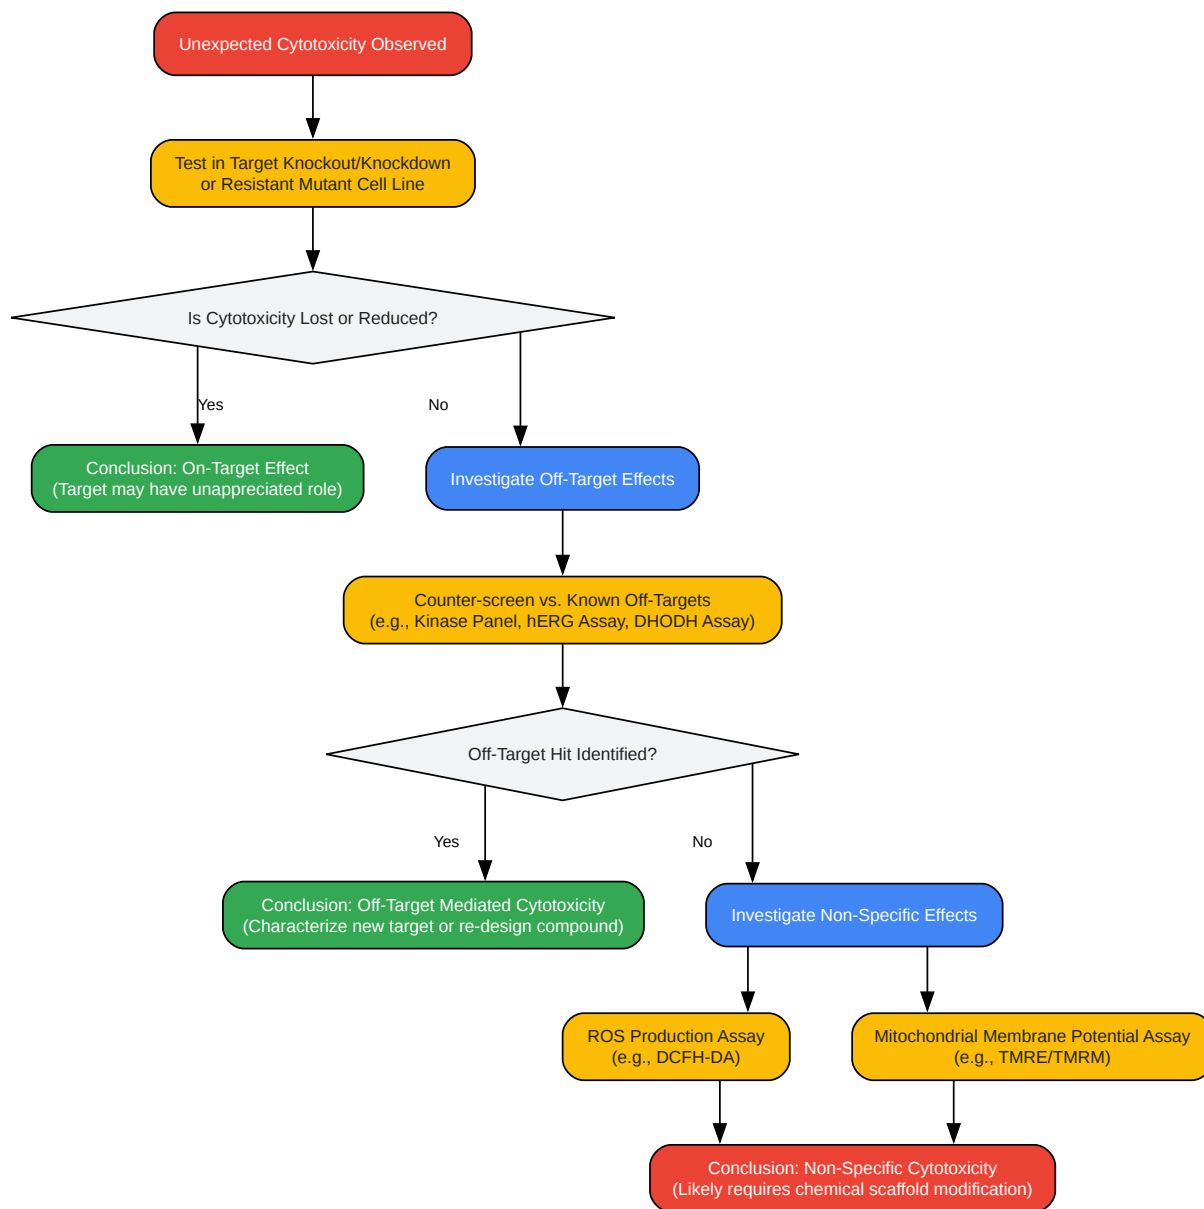 Unexpected Cytotoxicity Observed
Test in Target Knockout/Knockdown
or Resistant Mutant Cell Line
Is Cytotoxicity Lost or Reduced?
Yes
No
Conclusion: On-Target Effect
(Target may have unappreciated role)
Investigate Off-Target Effects
Counter-screen vs. Known Off-Targets
(e.g., Kinase Panel, hERG Assay, DHODH Assay)
Off-Target Hit Identified?
Yes
No
Conclusion: Off-Target Mediated Cytotoxicity
(Characterize new target or re-design compound)
Investigate Non-Specific Effects
ROS Production Assay
(e.g., DCFH-DA)
Mitochondrial Membrane Potential Assay
(e.g., TMRE/TMRM)
Conclusion: Non-Specific Cytotoxicity
(Likely requires chemical scaffold modification)